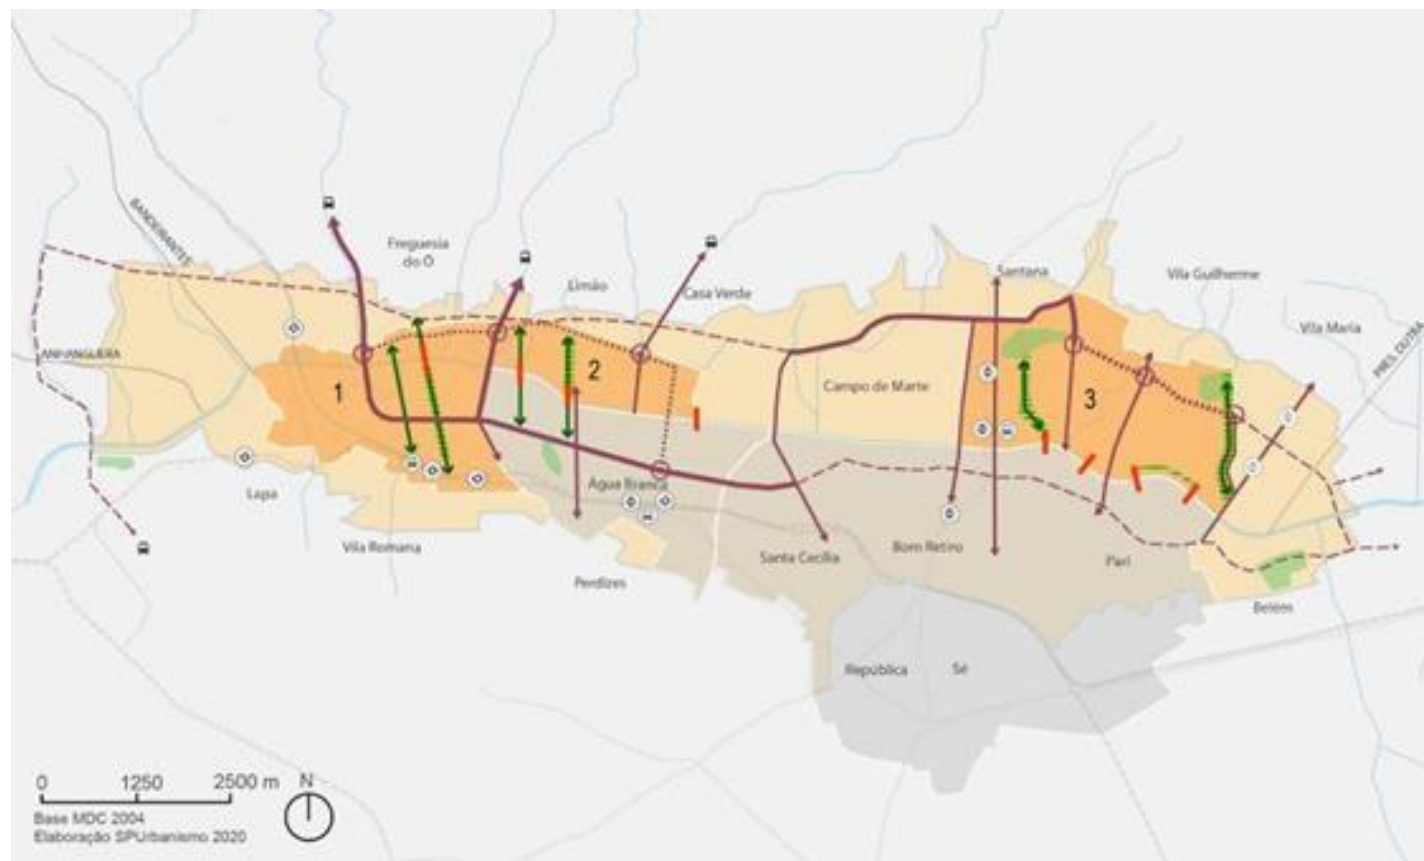 BANDEIRANTES
Freguesia
do Ó
Limão
Casa Verde
Santana
Vila Guilherme
Vila Maria
ANHANGUERA
PRES. DUTRA
1
2
Campo de Marte
3
Lapa
Água Branca
Vila Romana
Perdizes
Santa Cecília
Bom Retiro
Pari
Belém
República
Sé
0 1250 2500 m N
Base MDC 2004
Elaboração SPUrbanismo 2020